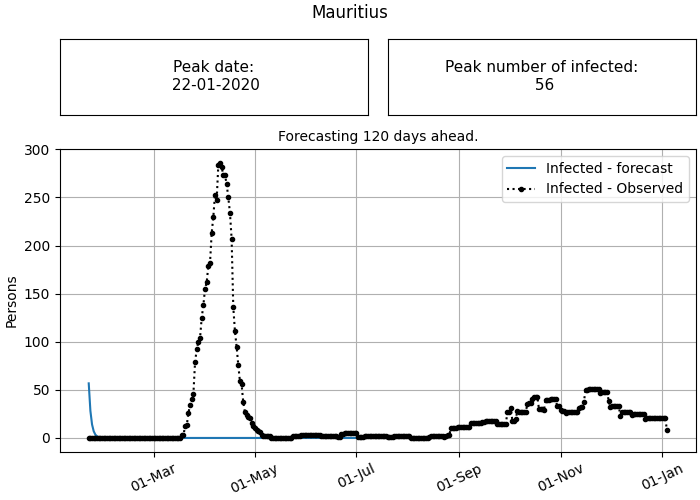 Mauritius
Peak date:
22-01-2020
Peak number of infected:
56
Forecasting 120 days ahead.
Infected - forecast
Infected - Observed
Persons
300
250
200
150
100
50
0
01-Mar
01-May
01-Jul
01-Sep
01-Nov
01-Jan